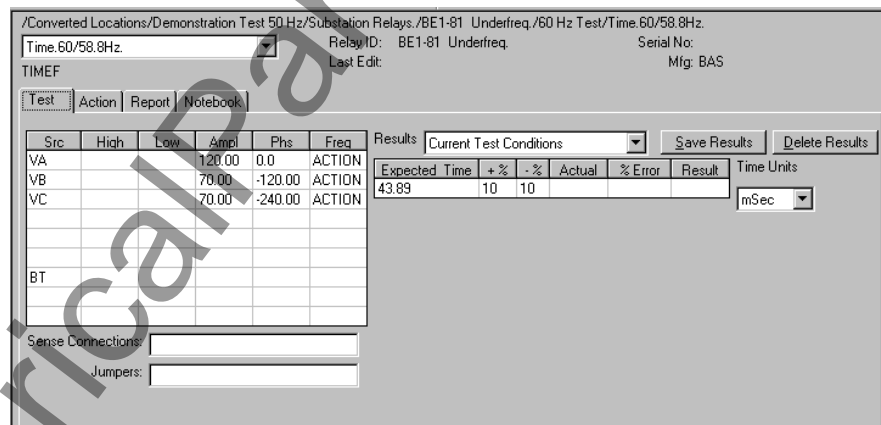 /Converted Locations/Demonstration Test 50 Hz/Substation Relays./BE1-81 Underfreq./60 Hz Test/Time.60/58.8Hz.
Time.60/58.8Hz. Relay ID: BE1-81 Underfreq. Serial No:
Last Edit: Mfg: BAS
TIMEF
Test Action Report Notebook
Results Current Test Conditions Save Results Delete Results
Src High Low Ampl Phs Freq
VA 120.00 0.0 ACTION
VB 70.00 -120.00 ACTION
VC 70.00 -240.00 ACTION
BT
Expected Time + % - % Actual % Error Result Time Units
43.89 10 10 mSec
Sense Connections:
Jumpers: